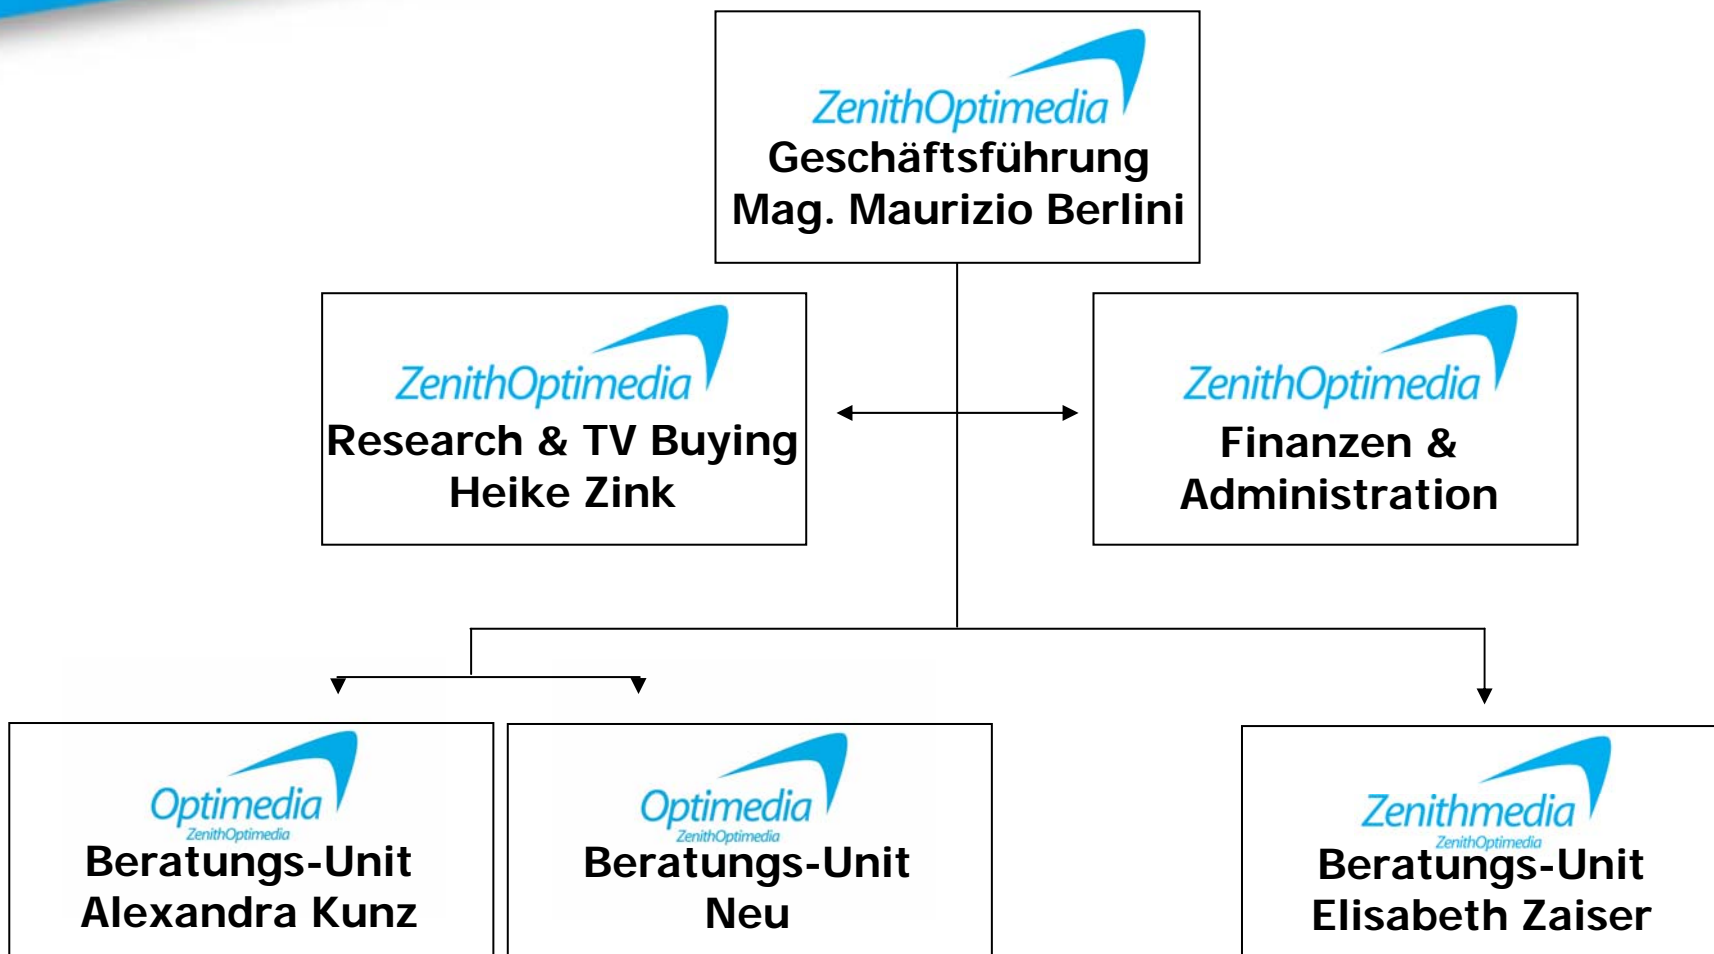 ZenithOptimedia
Geschäftsführung
Mag. Maurizio Berlini
ZenithOptimedia
Research & TV Buying
Heike Zink
ZenithOptimedia
Finanzen &
Administration
Optimedia
ZenithOptimedia
Beratungs-Unit
Alexandra Kunz
Optimedia
ZenithOptimedia
Beratungs-Unit
Neu
Zenithmedia
ZenithOptimedia
Beratungs-Unit
Elisabeth Zaiser